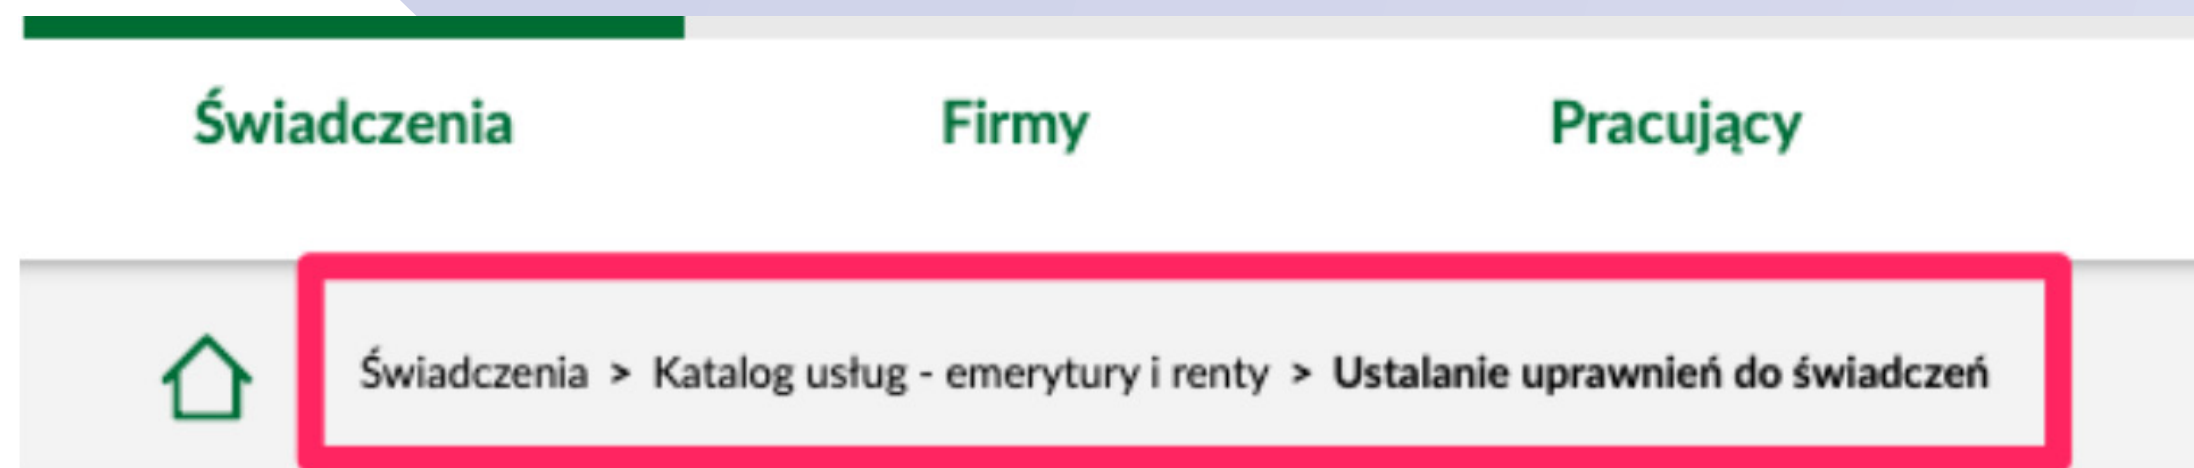 Świadczenia Firmy Pracujący
Świadczenia > Katalog usług - emerytury i renty > Ustalanie uprawnień do świadczeń